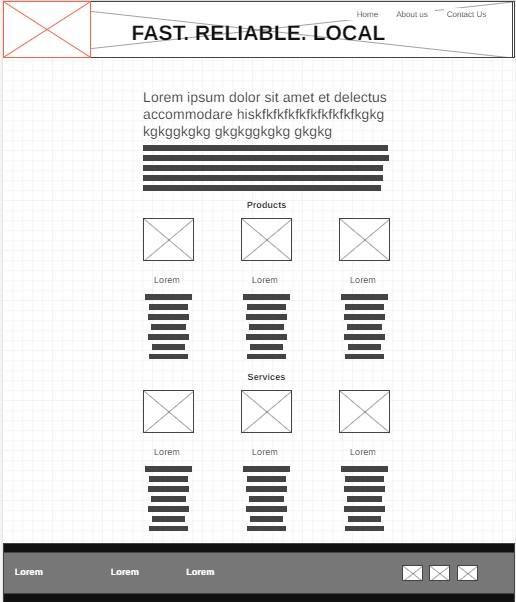 Home About us Contact Us
FAST. RELIABLE. LOCAL
Lorem ipsum dolor sit amet et delectus
accommodare hiskfkfkfkfkfkfkfkfkfkgkg
kgkggkgkg gkgkggkgkg gkgkg
Products
Lorem Lorem Lorem
Services
Lorem Lorem Lorem
Lorem Lorem Lorem